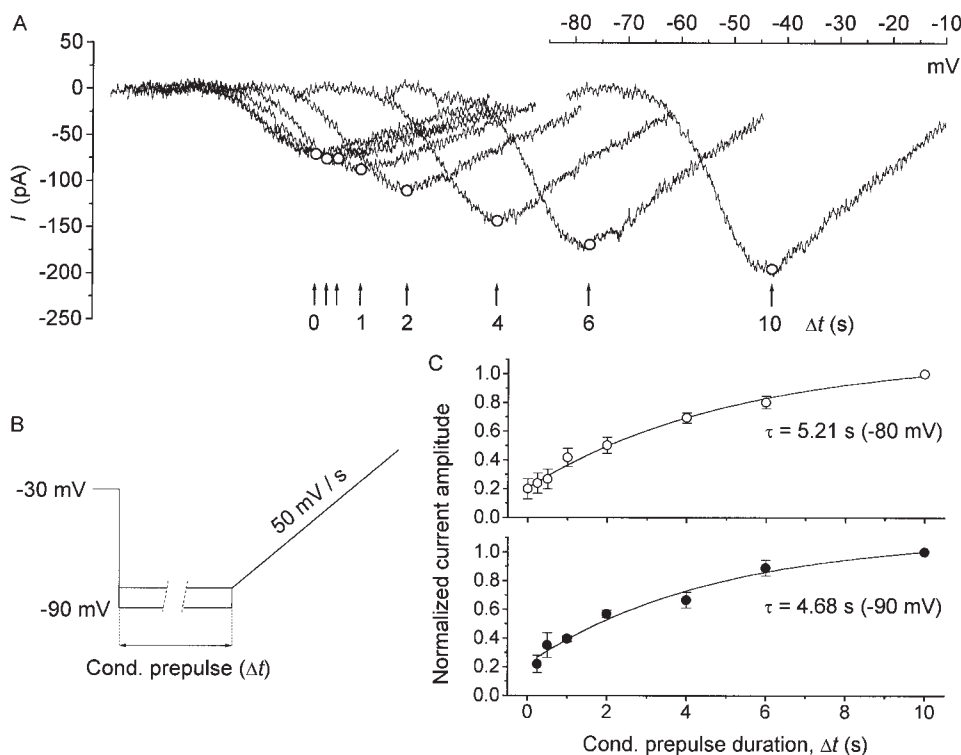 A
-80 -70 -60 -50 -40 -30 -20 -10
mV
50
0
-50
-100
-150
-200
-250
I (pA)
0 1 2 4 6 10 Δt (s)
B
-30 mV
50 mV / s
-90 mV
Cond. prepulse (Δt)
C
Normalized current amplitude
1.0
0.8
0.6
0.4
0.2
0.0
τ = 5.21 s (-80 mV)
1.0
0.8
0.6
0.4
0.2
0.0
τ = 4.68 s (-90 mV)
0 2 4 6 8 10
Cond. prepulse duration, Δt (s)